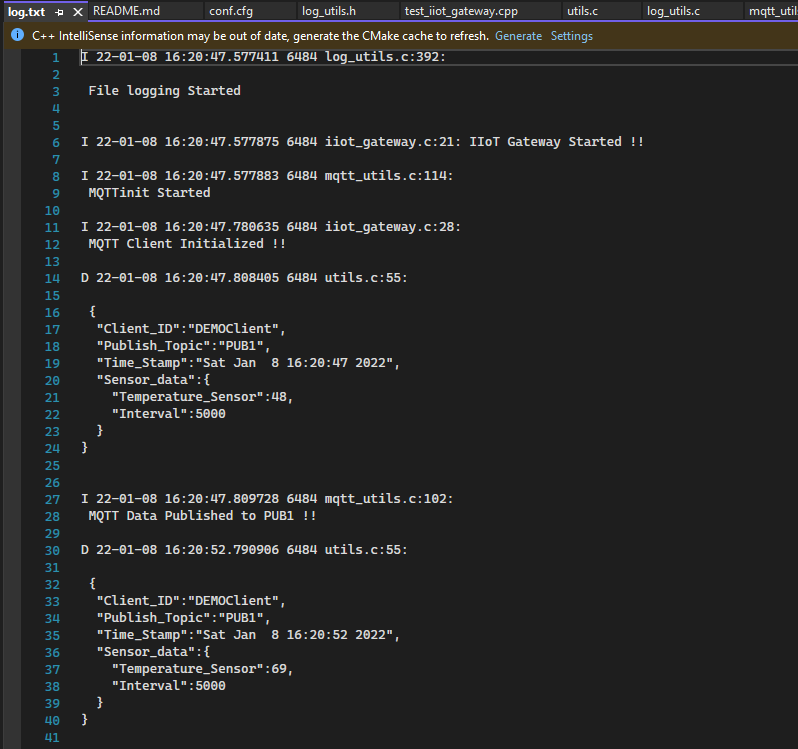 log.txt README.md conf.cfg log_utils.h test_iiot_gateway.cpp utils.c log_utils.c mqtt_util
C++ IntelliSense information may be out of date, generate the CMake cache to refresh. Generate Settings
1 I 22-01-08 16:20:47.577411 6484 log_utils.c:392:
2
3 File logging Started
4
5
6 I 22-01-08 16:20:47.577875 6484 iiot_gateway.c:21: IIoT Gateway Started !!
7
8 I 22-01-08 16:20:47.577883 6484 mqtt_utils.c:114:
9 MQTTinit Started
10
11 I 22-01-08 16:20:47.780635 6484 iiot_gateway.c:28:
12 MQTT Client Initialized !!
13
14 D 22-01-08 16:20:47.808405 6484 utils.c:55:
15
16 {
17 "Client_ID":"DEMOClient",
18 "Publish_Topic":"PUB1",
19 "Time_Stamp":"Sat Jan  8 16:20:47 2022",
20 "Sensor_data":{
21 "Temperature_Sensor":48,
22 "Interval":5000
23 }
24 }
25
26
27 I 22-01-08 16:20:47.809728 6484 mqtt_utils.c:102:
28 MQTT Data Published to PUB1 !!
29
30 D 22-01-08 16:20:52.790906 6484 utils.c:55:
31
32 {
33 "Client_ID":"DEMOClient",
34 "Publish_Topic":"PUB1",
35 "Time_Stamp":"Sat Jan  8 16:20:52 2022",
36 "Sensor_data":{
37 "Temperature_Sensor":69,
38 "Interval":5000
39 }
40 }
41